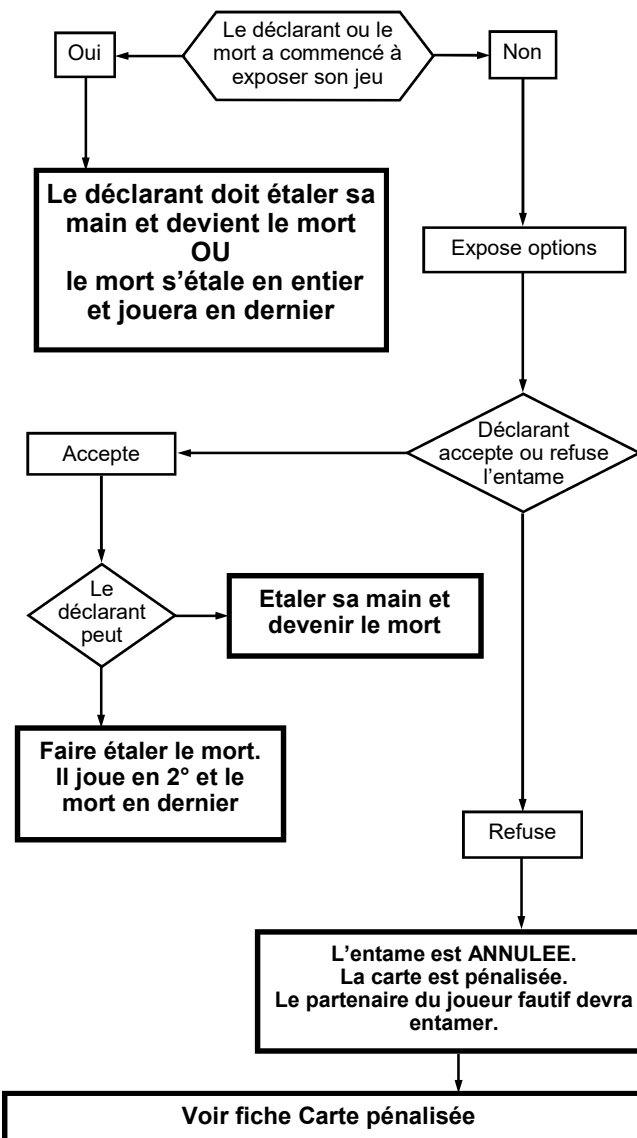 Le déclarant ou le
mort a commencé à
exposer son jeu
Oui
Non
Le déclarant doit étaler sa
main et devient le mort
OU
le mort s’étale en entier
et jouera en dernier
Expose options
Déclarant
accepte ou refuse
l’entame
Accepte
Le
déclarant
peut
Etaler sa main et
devenir le mort
Faire étaler le mort.
Il joue en 2° et le
mort en dernier
Refuse
L’entame est ANNULEE.
La carte est pénalisée.
Le partenaire du joueur fautif devra
entamer.
Voir fiche Carte pénalisée